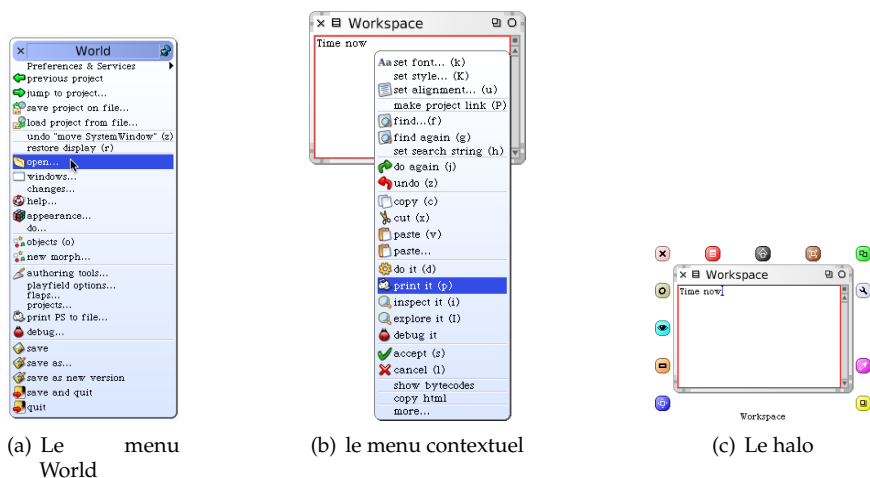 World
Preferences & Services
previous project
jump to project...
save project on file...
load project from file...
undo "move SystemWindow" (z)
restore display (r)
open...
windows...
changes...
help...
appearance...
do...
objects (o)
new morph...
authoring tools...
playfield options...
flaps...
projects...
print PS to file...
debug...
save
save as...
save as new version
save and quit
quit
(a) Le menu
World
Workspace
Time now
set font... (k)
set style... (K)
set alignment... (u)
make project link (P)
find...(f)
find again (g)
set search string (h)
do again (j)
undo (z)
copy (c)
cut (x)
paste (v)
paste...
do it (d)
print it (p)
inspect it (i)
explore it (I)
debug it
accept (s)
cancel (l)
show bytecodes
copy html
more...
(b) le menu contextuel
Workspace
Time now
Workspace
(c) Le halo